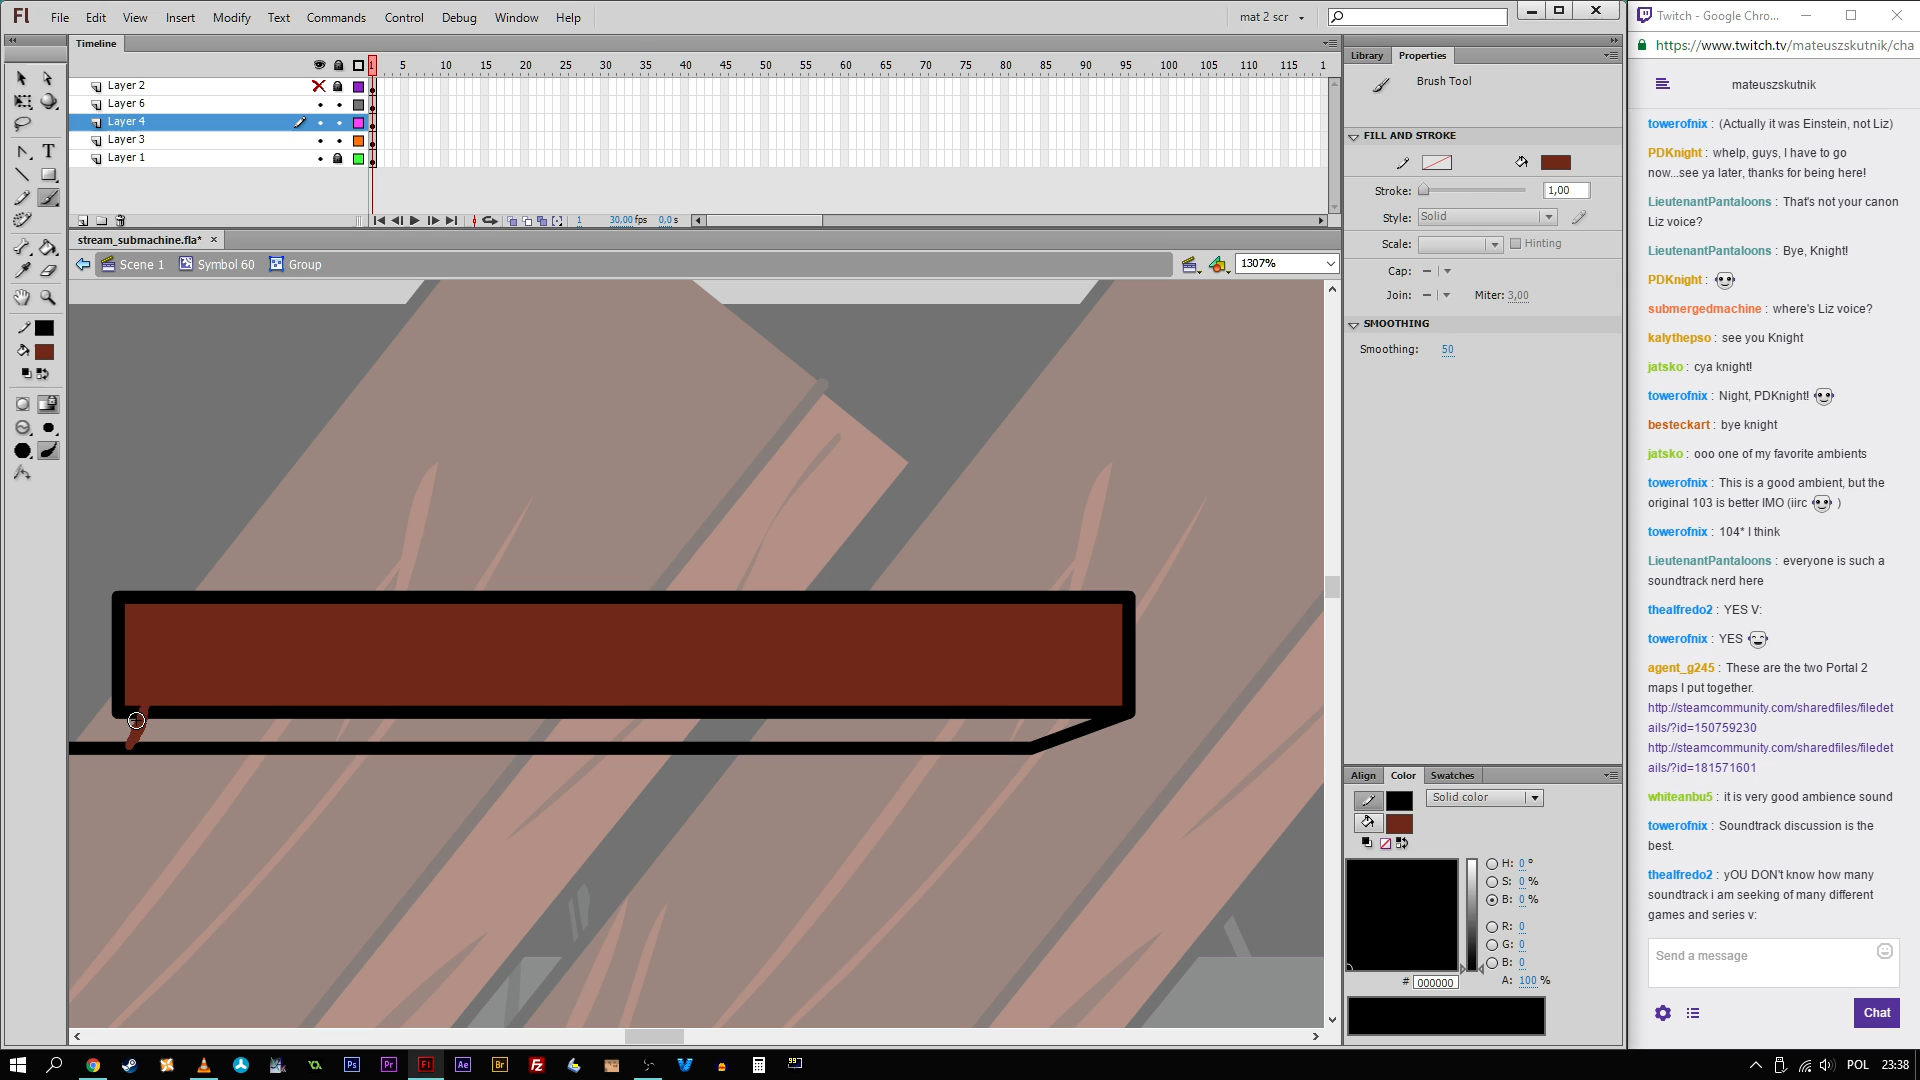 Fl File Edit View Insert Modify Text Commands Control Debug Window Help mat 2 scr
Timeline
1 5 10 15 20 25 30 35 40 45 50 55 60 65 70 75 80 85 90 95 100 105 110 115 1
Layer 2
Layer 6
Layer 4
Layer 3
Layer 1
1 30,00 fps 0,0 s
stream_submachine.fla* ×
Scene 1 Symbol 60 Group 1307%
Library Properties
Brush Tool
FILL AND STROKE
Stroke: 1,00
Style: Solid
Scale: Hinting
Cap:
Join: Miter: 3,00
SMOOTHING
Smoothing: 50
Align Color Swatches
Solid color
H: 0 °
S: 0 %
B: 0 %
R: 0
G: 0
B: 0
# 000000 A: 100 %
Twitch - Google Chro...
https://www.twitch.tv/mateuszskutnik/cha
mateuszskutnik
towerofnix : (Actually it was Einstein, not Liz)
PDKnight : whelp, guys, I have to go
now...see ya later, thanks for being here!
LieutenantPantaloons : That's not your canon
Liz voice?
LieutenantPantaloons : Bye, Knight!
PDKnight :
submergedmachine : where's Liz voice?
kalythepso : see you Knight
jatsko : cya knight!
towerofnix : Night, PDKnight!
besteckart : bye knight
jatsko : ooo one of my favorite ambients
towerofnix : This is a good ambient, but the
original 103 is better IMO (iirc )
towerofnix : 104* I think
LieutenantPantaloons : everyone is such a
soundtrack nerd here
thealfredo2 : YES V:
towerofnix : YES
agent_g245 : These are the two Portal 2
maps I put together.
http://steamcommunity.com/sharedfiles/filedet
ails/?id=150759230
http://steamcommunity.com/sharedfiles/filedet
ails/?id=181571601
whiteanbu5 : it is very good ambience sound
towerofnix : Soundtrack discussion is the
best.
thealfredo2 : yOU DON't know how many
soundtrack i am seeking of many different
games and series v:
Send a message
Chat
Ps Pr Fl Ae Br Fz POL 23:38